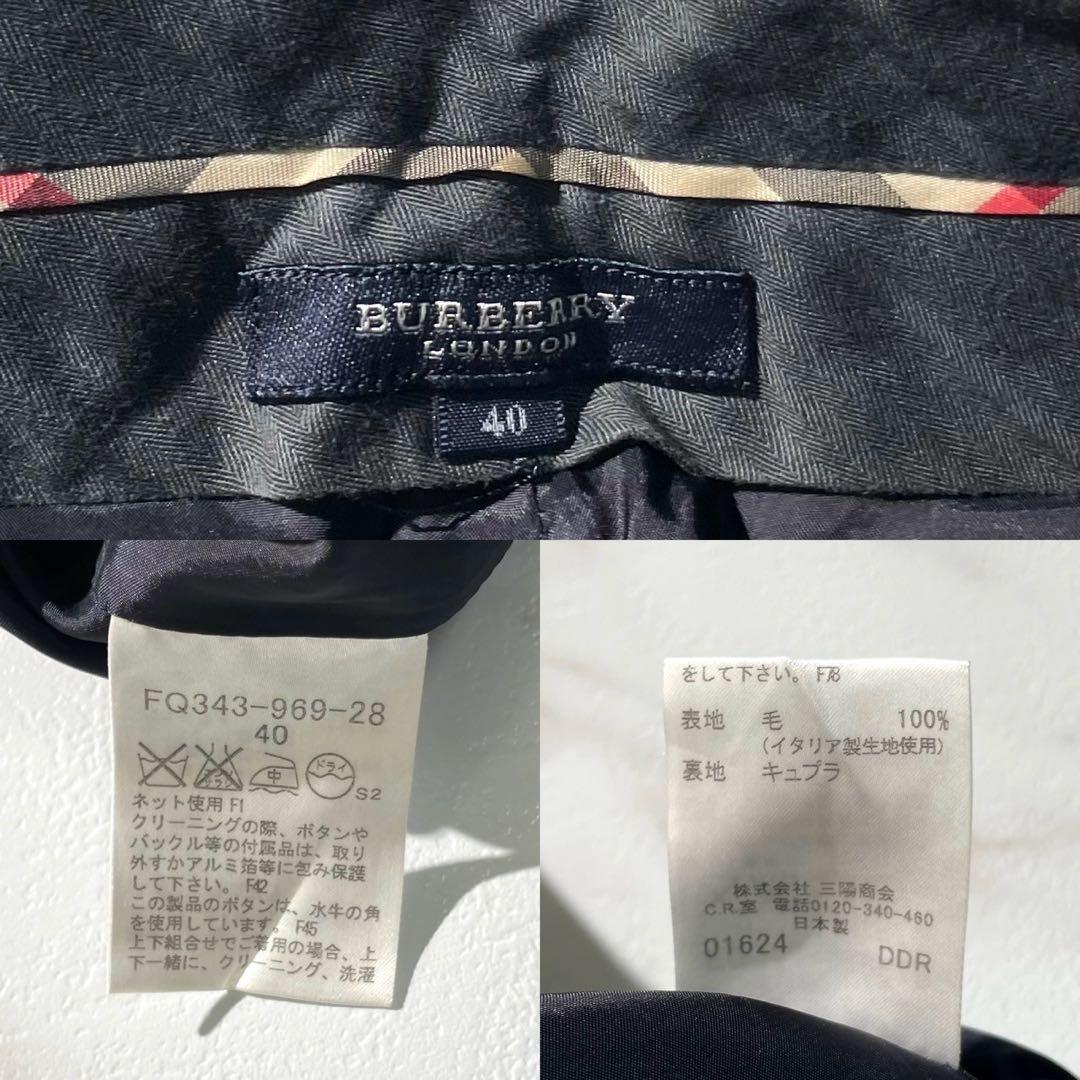 BURBERRY
LONDON
40
FQ343-969-28
40
中
ドライ
S2
ネット使用 F1
クリーニングの際、ボタンや
バックル等の付属品は、取り
外すかアルミ箔等に包み保護
して下さい。 F42
この製品のボタンは、水牛の角
を使用しています。 F45
上下組合せでご着用の場合、上
下一緒に、クリーニング、洗濯
をして下さい。 F78
表地 毛 100%
(イタリア製生地使用)
裏地 キュプラ
株式会社 三陽商会
C.R.室 電話0120-340-460
日本製
01624 DDR